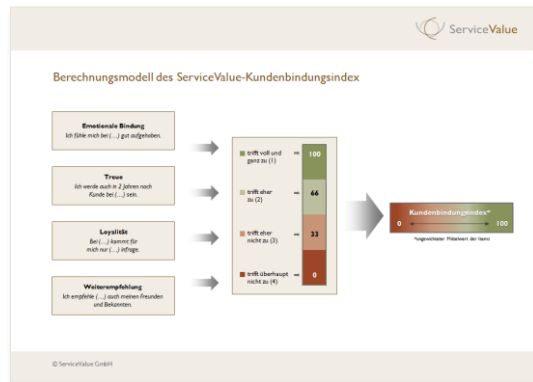 ServiceValue
Berechnungsmodell des ServiceValue-Kundenbindungsindex
Emotionale Bindung
Ich fühle mich bei (…) gut aufgehoben.
Treue
Ich werde auch in 2 Jahren noch
Kunde bei (…) sein.
Loyalität
Bei (…) kommt für
mich nur (…) infrage.
Weiterempfehlung
Ich empfehle (…) auch meinen Freunden
und Bekannten.
trifft voll und
ganz zu (1)
=
100
trifft eher
zu (2)
=
66
trifft eher
nicht zu (3)
=
33
trifft überhaupt
nicht zu (4)
=
0
Kundenbindungsindex*
0
100
*ungewichteter Mittelwert der Items
© ServiceValue GmbH